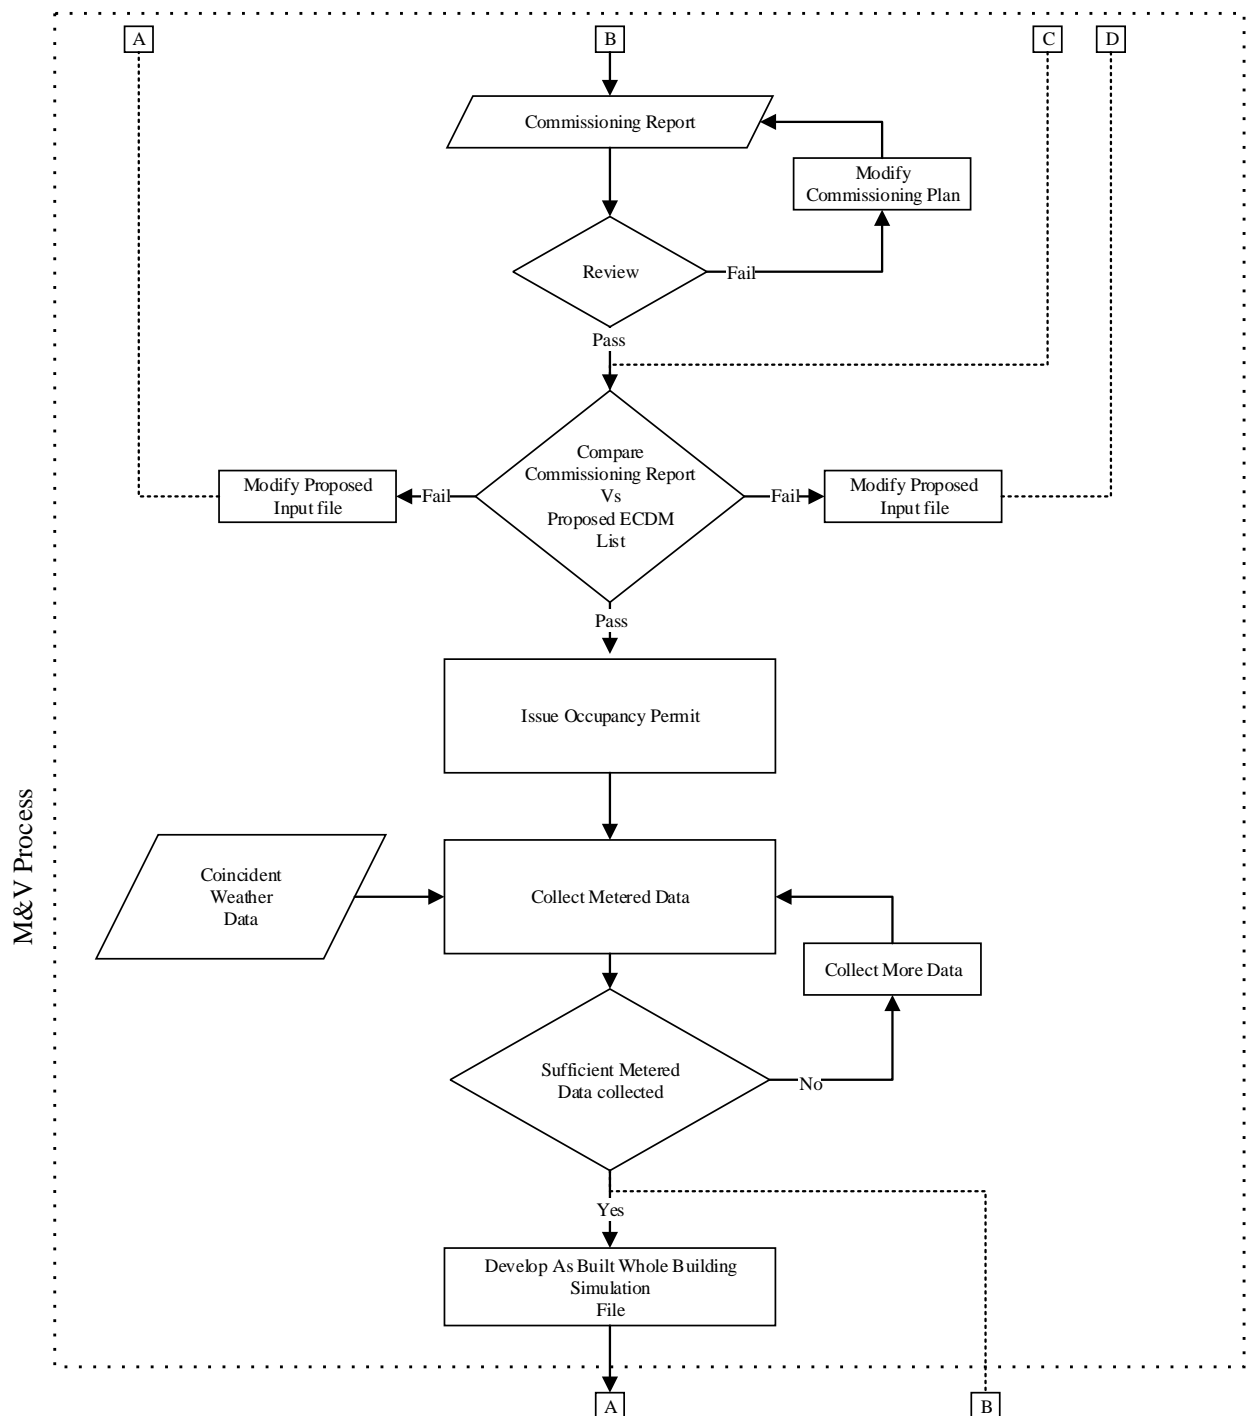 A
B
C
D
Commissioning Report
Modify
Commissioning Plan
Review
Fail
Pass
Compare
Commissioning Report
Vs
Proposed ECDM
List
Modify Proposed
Input file
Fail
Fail
Modify Proposed
Input file
Pass
Issue Occupancy Permit
M&V Process
Coincident
Weather
Data
Collect Metered Data
Collect More Data
Sufficient Metered
Data collected
No
Yes
Develop As Built Whole Building
Simulation
File
A
B